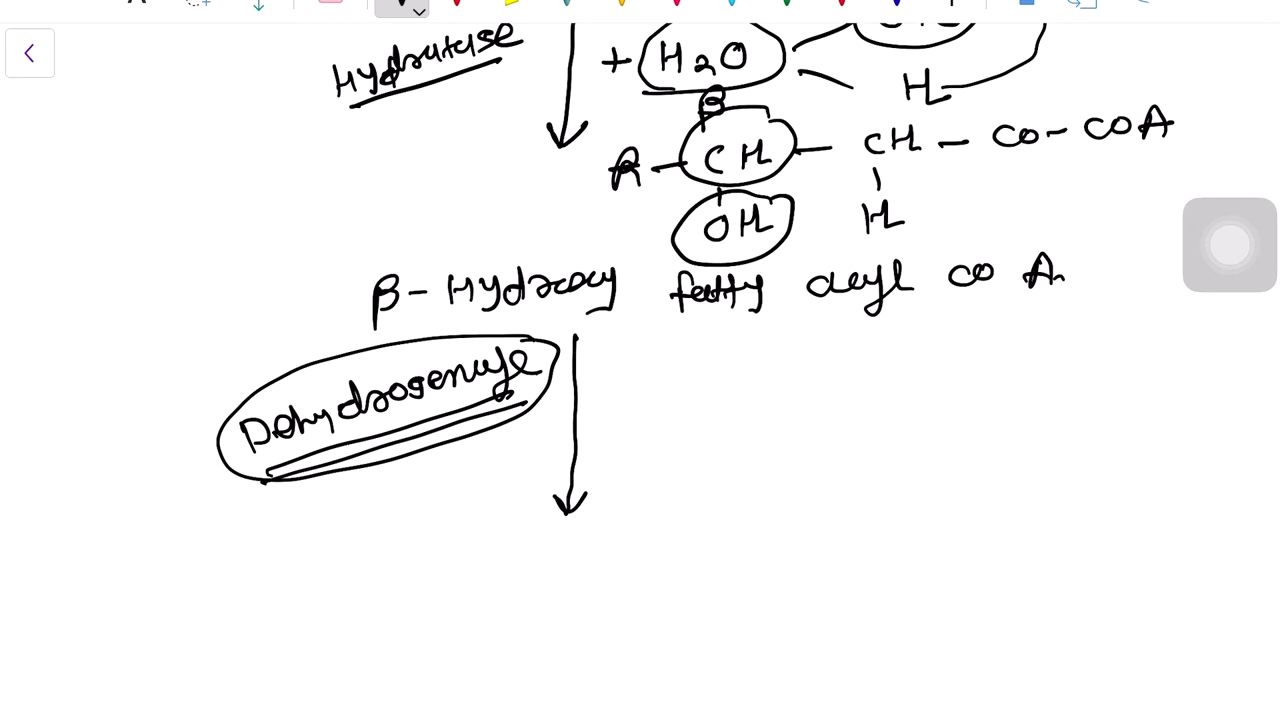 Hydratase
+ H2O
H
β
R - CH - CH - CO - COA
OH H
β - Hydroxy fatty acyl co A
Dehydrogenase